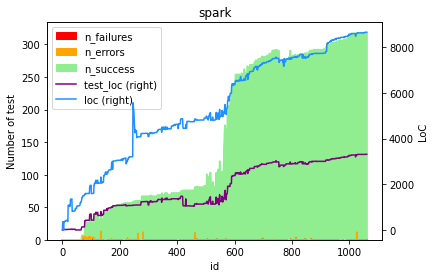 spark
n_failures
n_errors
n_success
test_loc (right)
loc (right)
Number of test
LoC
300
250
200
150
100
50
0
8000
6000
4000
2000
0
0 200 400 600 800 1000
id